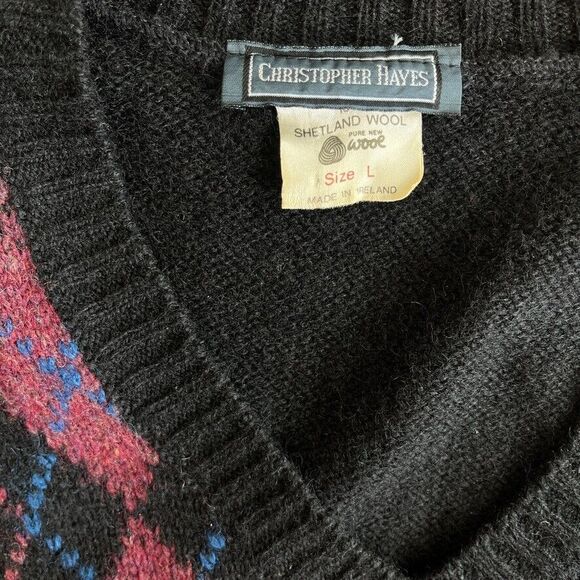 CHRISTOPHER HAYES
SHETLAND WOOL
PURE NEW
wool
Size L
MADE IN IRELAND